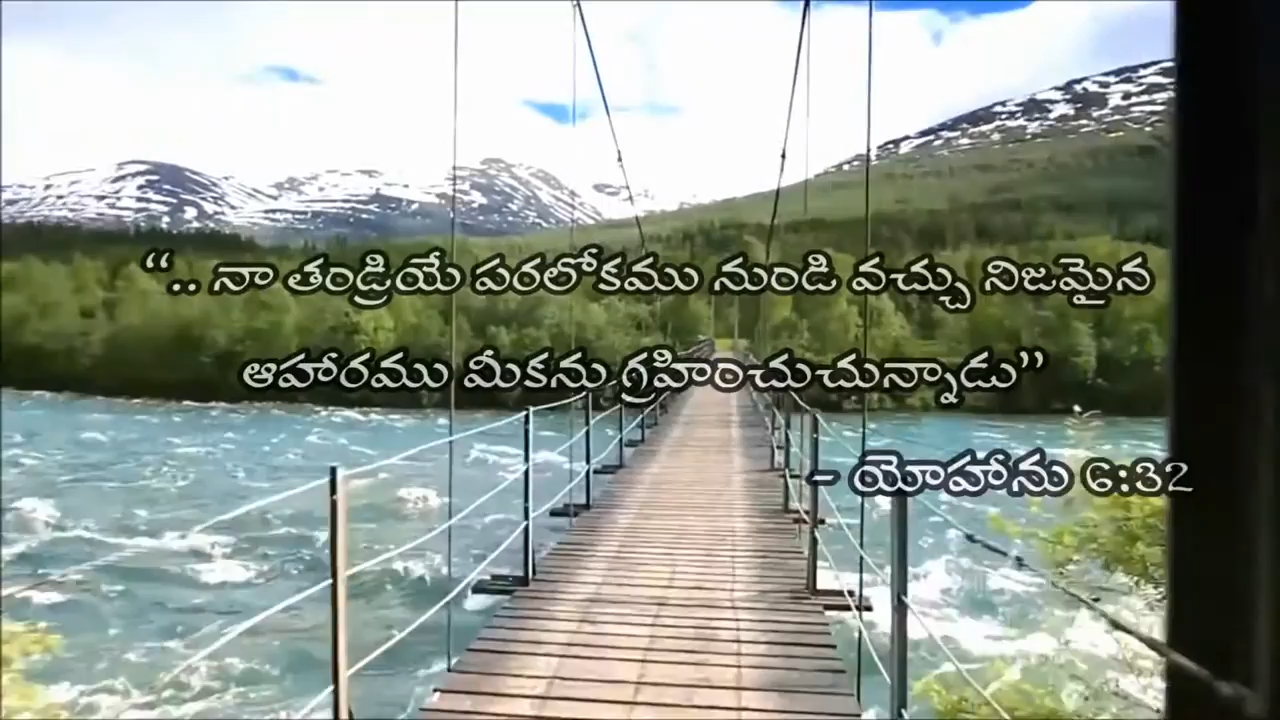 “.. నా తండ్రియే పరలోకము నుండి వచ్చు నిజమైన
ఆహారము మీకను గ్రహించుచున్నాడు”
- యోహాను 6:32